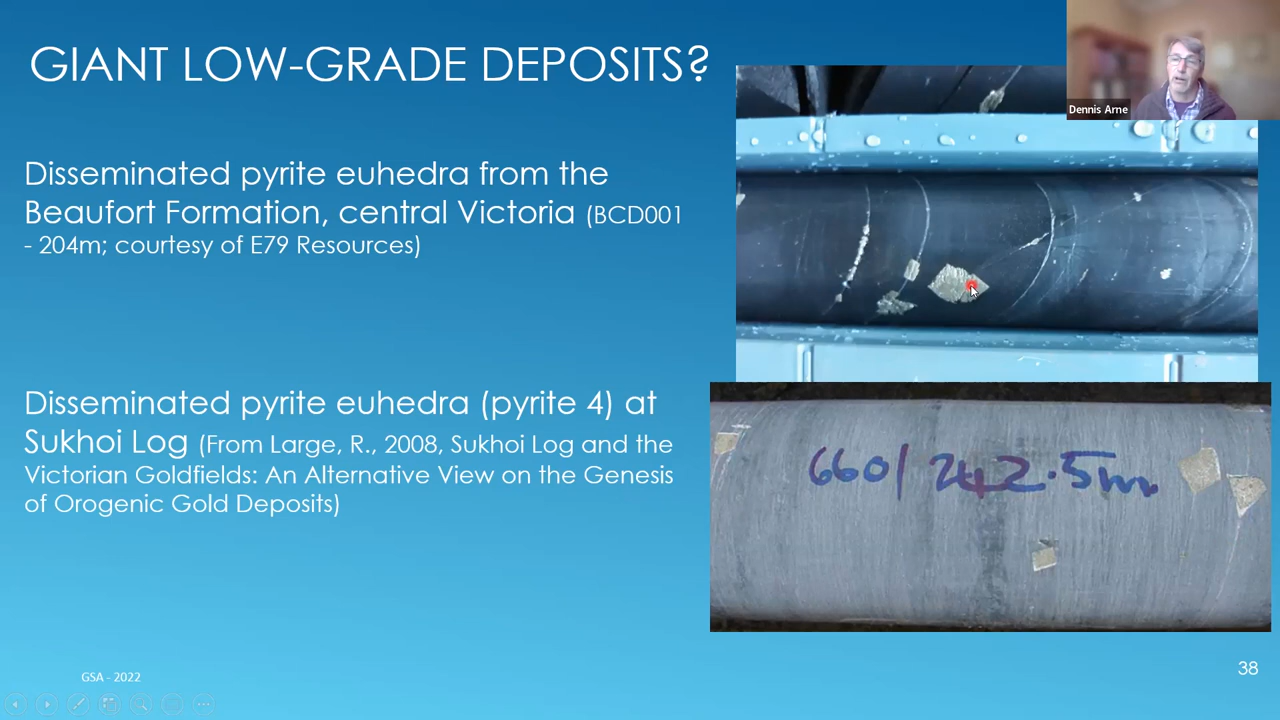 GIANT LOW-GRADE DEPOSITS?
Dennis Arne
Disseminated pyrite euhedra from the
Beaufort Formation, central Victoria (BCD001
- 204m; courtesy of E79 Resources)
Disseminated pyrite euhedra (pyrite 4) at
Sukhoi Log (From Large, R., 2008, Sukhoi Log and the
Victorian Goldfields: An Alternative View on the Genesis
of Orogenic Gold Deposits)
660/242.5m
GSA - 2022
38